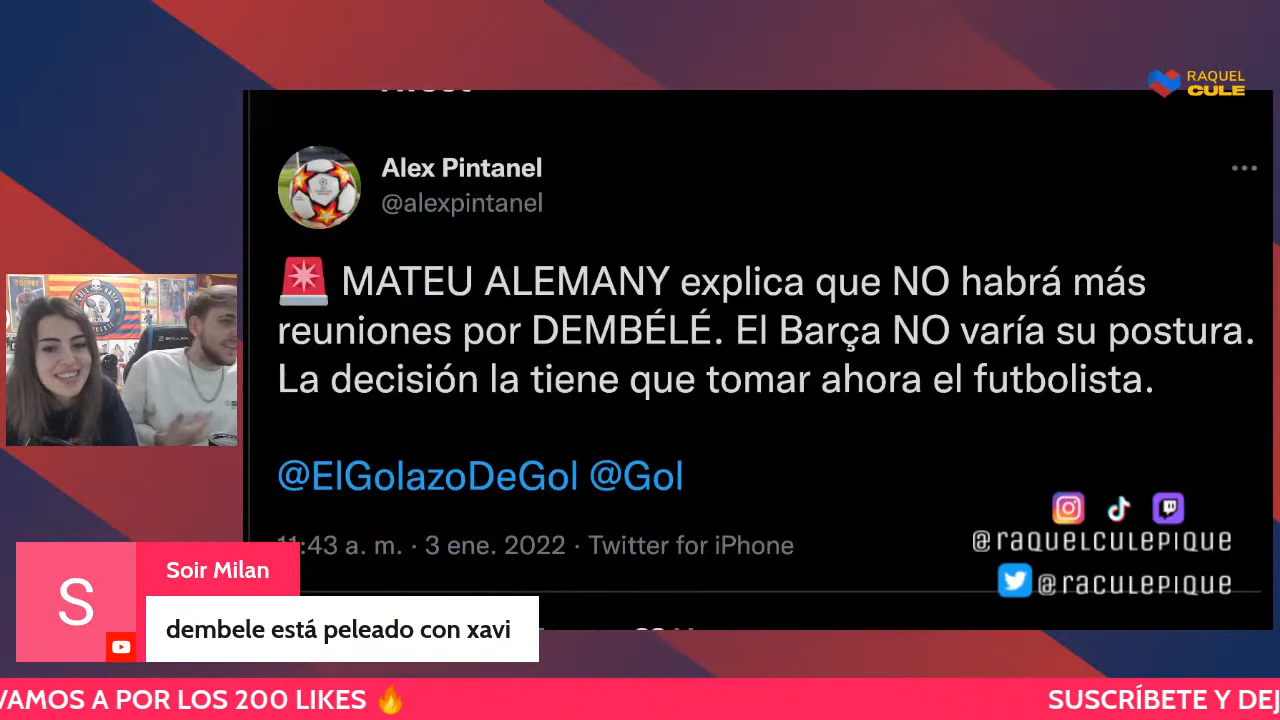 RAQUEL
CULE
Alex Pintanel
@alexpintanel
MATEU ALEMANY explica que NO habrá más
reuniones por DEMBÉLÉ. El Barça NO varía su postura.
La decisión la tiene que tomar ahora el futbolista.
@ElGolazoDeGol @Gol
11:43 a. m. · 3 ene. 2022 · Twitter for iPhone
@raquelculepique
@raculepique
Soir Milan
S
dembele está peleado con xavi
VAMOS A POR LOS 200 LIKES
SUSCRÍBETE Y DEJ